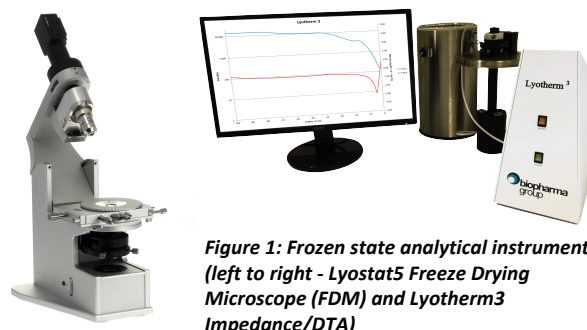 Lyotherm 3
Lyotherm 3
biopharma
group
Figure 1: Frozen state analytical instrument
(left to right - Lyostat5 Freeze Drying
Microscope (FDM) and Lyotherm3
Impedance/DTA)